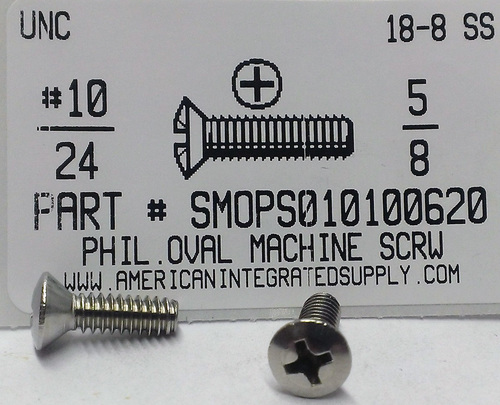 UNC 18-8 SS
#10 5
24 8
PART # SMOPS010100620
PHIL.OVAL MACHINE SCRW
WWW.AMERICANINTEGRATEDSUPPLY.COM